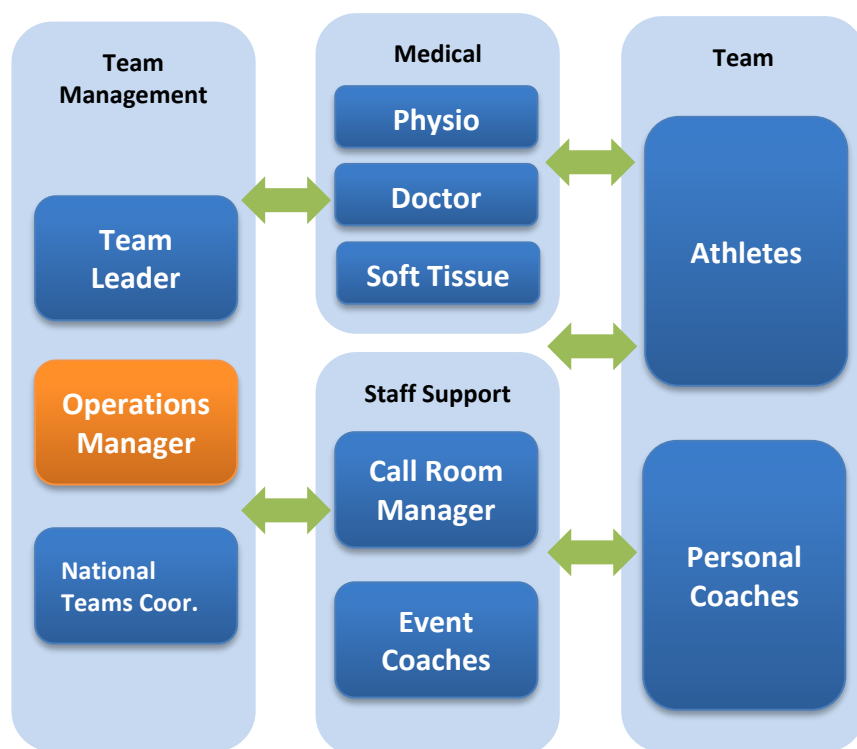 Team
Management
Team
Leader
Operations
Manager
National
Teams Coor.
Medical
Physio
Doctor
Soft Tissue
Staff Support
Call Room
Manager
Event
Coaches
Team
Athletes
Personal
Coaches